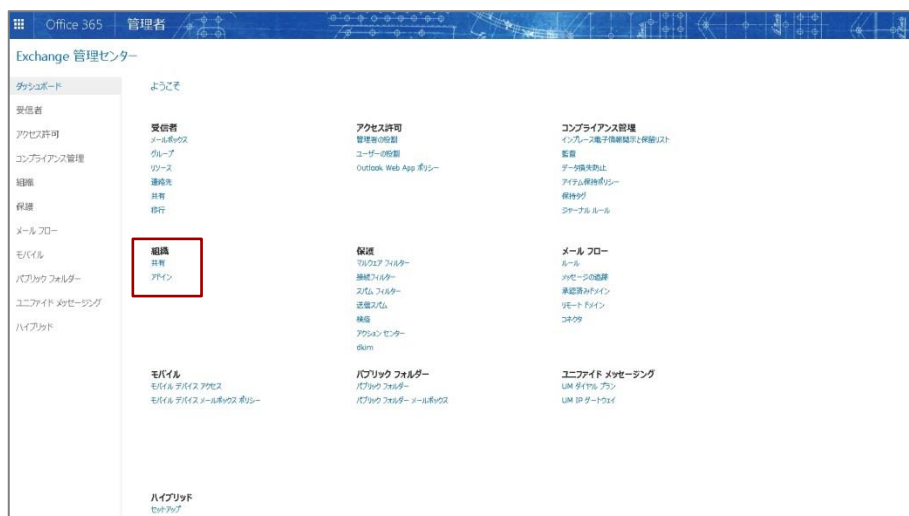 Office 365 管理者
Exchange 管理センター
ダッシュボード
受信者
アクセス許可
コンプライアンス管理
組織
保護
メール フロー
モバイル
パブリック フォルダー
ユニファイド メッセージング
ハイブリッド
ようこそ
受信者
メールボックス
グループ
リソース
連絡先
共有
移行
アクセス許可
管理者の役割
ユーザーの役割
Outlook Web App ポリシー
コンプライアンス管理
インプレース電子情報開示と保留リスト
監査
データ損失防止
アイテム保持ポリシー
保持タグ
ジャーナル ルール
組織
共有
アドイン
保護
マルウェア フィルター
接続フィルター
スパム フィルター
送信スパム
検疫
アクション センター
dkim
メール フロー
ルール
メッセージの追跡
承認済みドメイン
リモート ドメイン
コネクタ
モバイル
モバイル デバイス アクセス
モバイル デバイス メールボックス ポリシー
パブリック フォルダー
パブリック フォルダー
パブリック フォルダー メールボックス
ユニファイド メッセージング
UM ダイヤル プラン
UM IP ゲートウェイ
ハイブリッド
セットアップ